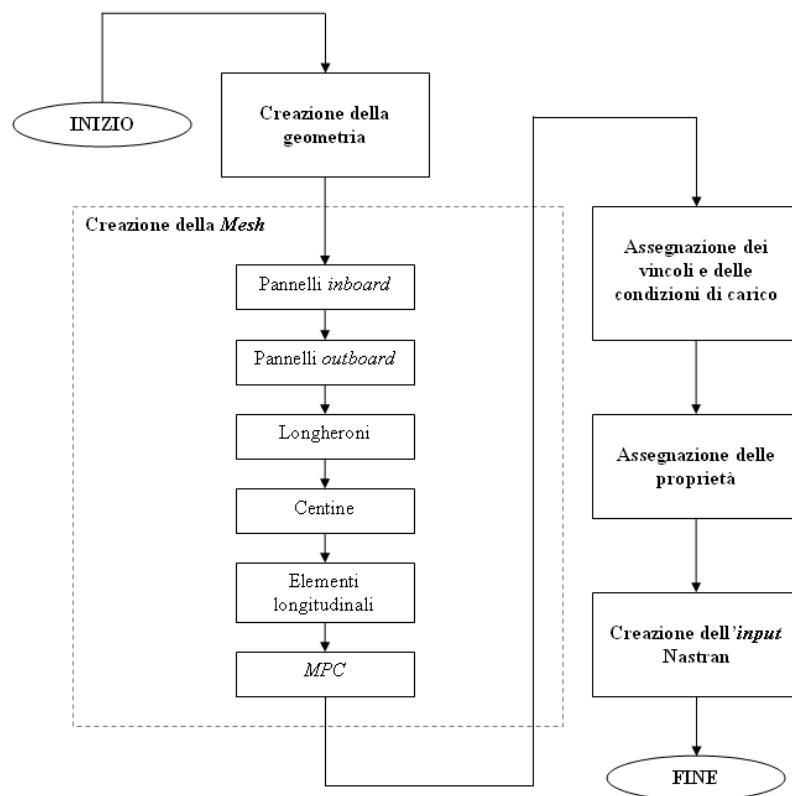 INIZIO
Creazione della
geometria
Creazione della Mesh
Pannelli inboard
Pannelli outboard
Longheroni
Centine
Elementi
longitudinali
MPC
Assegnazione dei
vincoli e delle
condizioni di carico
Assegnazione delle
proprietà
Creazione dell'input
Nastran
FINE